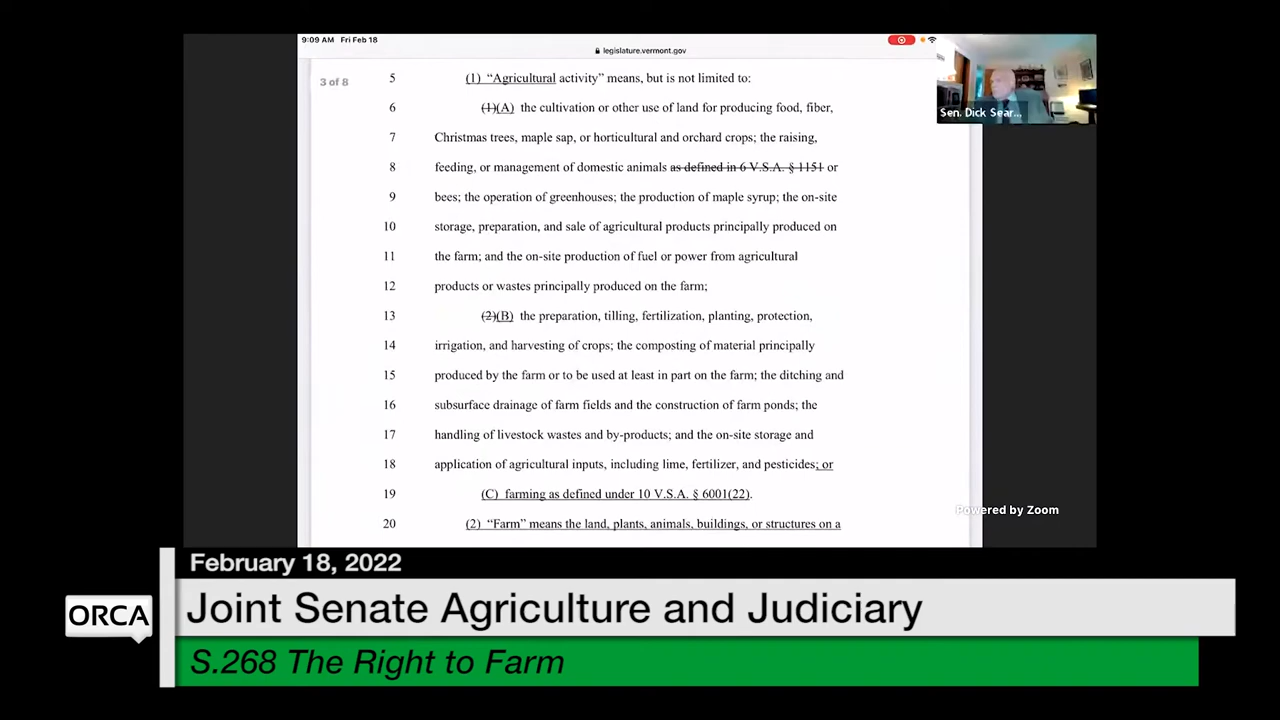 9:09 AM Fri Feb 18
legislature.vermont.gov
3 of 8
5 (1) “Agricultural activity” means, but is not limited to:
6 (1)(A) the cultivation or other use of land for producing food, fiber,
7 Christmas trees, maple sap, or horticultural and orchard crops; the raising,
8 feeding, or management of domestic animals as defined in 6 V.S.A. § 1151 or
9 bees; the operation of greenhouses; the production of maple syrup; the on-site
10 storage, preparation, and sale of agricultural products principally produced on
11 the farm; and the on-site production of fuel or power from agricultural
12 products or wastes principally produced on the farm;
13 (2)(B) the preparation, tilling, fertilization, planting, protection,
14 irrigation, and harvesting of crops; the composting of material principally
15 produced by the farm or to be used at least in part on the farm; the ditching and
16 subsurface drainage of farm fields and the construction of farm ponds; the
17 handling of livestock wastes and by-products; and the on-site storage and
18 application of agricultural inputs, including lime, fertilizer, and pesticides; or
19 (C) farming as defined under 10 V.S.A. § 6001(22).
20 (2) “Farm” means the land, plants, animals, buildings, or structures on a
Sen. Dick Sear...
Powered by Zoom
February 18, 2022
ORCA
Joint Senate Agriculture and Judiciary
S.268 The Right to Farm